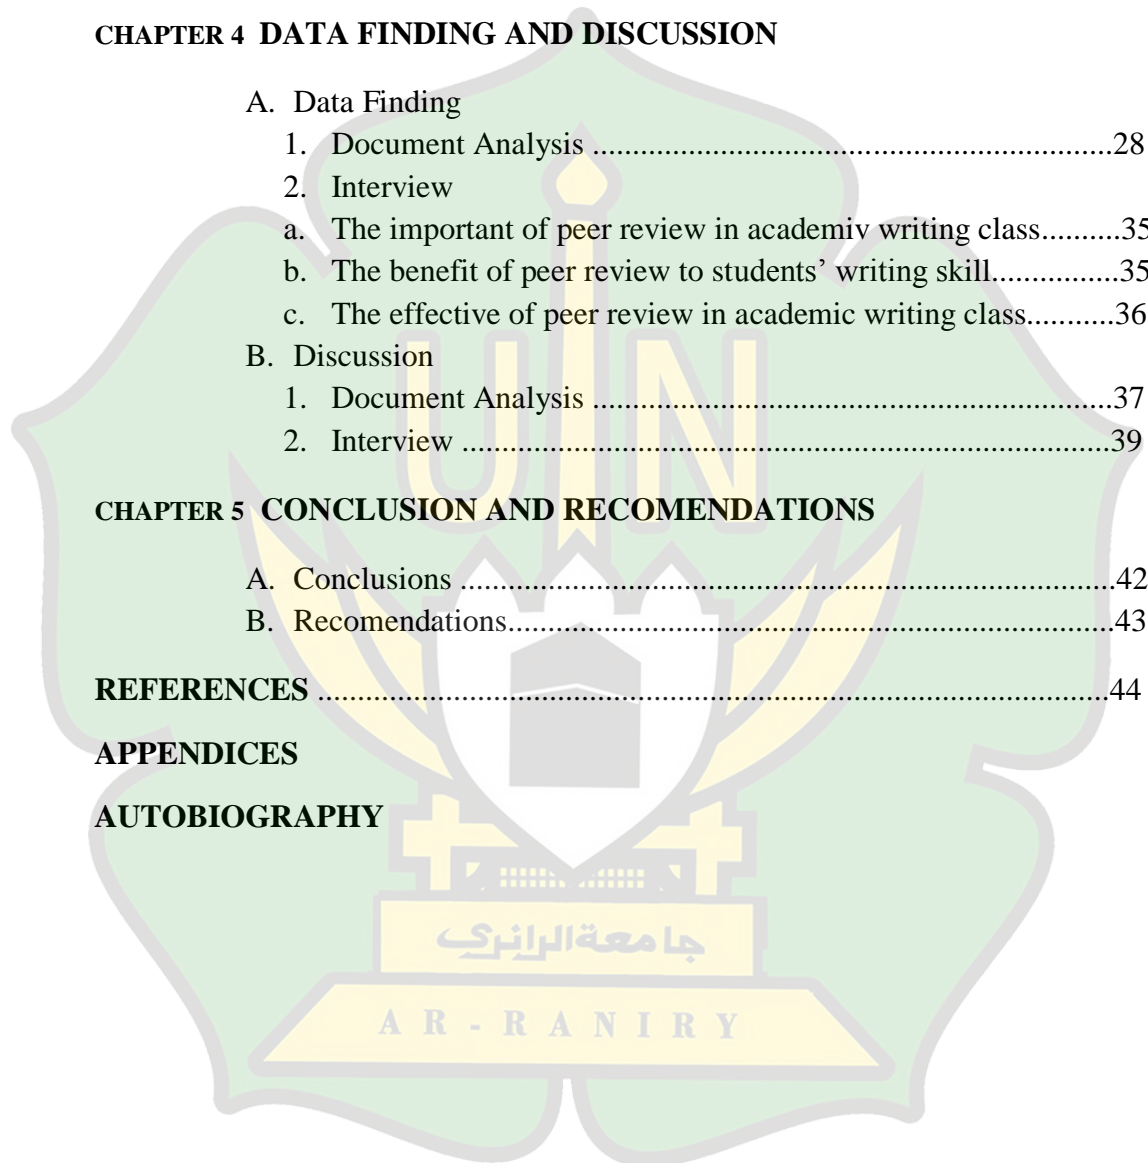 CHAPTER 4 DATA FINDING AND DISCUSSION
A. Data Finding
1. Document Analysis .................................................................28
2. Interview
a. The important of peer review in academiv writing class..........35
b. The benefit of peer review to students’ writing skill................35
c. The effective of peer review in academic writing class...........36
B. Discussion
1. Document Analysis .................................................................37
2. Interview .................................................................................39
CHAPTER 5 CONCLUSION AND RECOMENDATIONS
A. Conclusions ..................................................................................42
B. Recomendations............................................................................43
REFERENCES ...................................................................................................44
APPENDICES
AUTOBIOGRAPHY
UIN
جامعةالرانري
AR-RANIRY